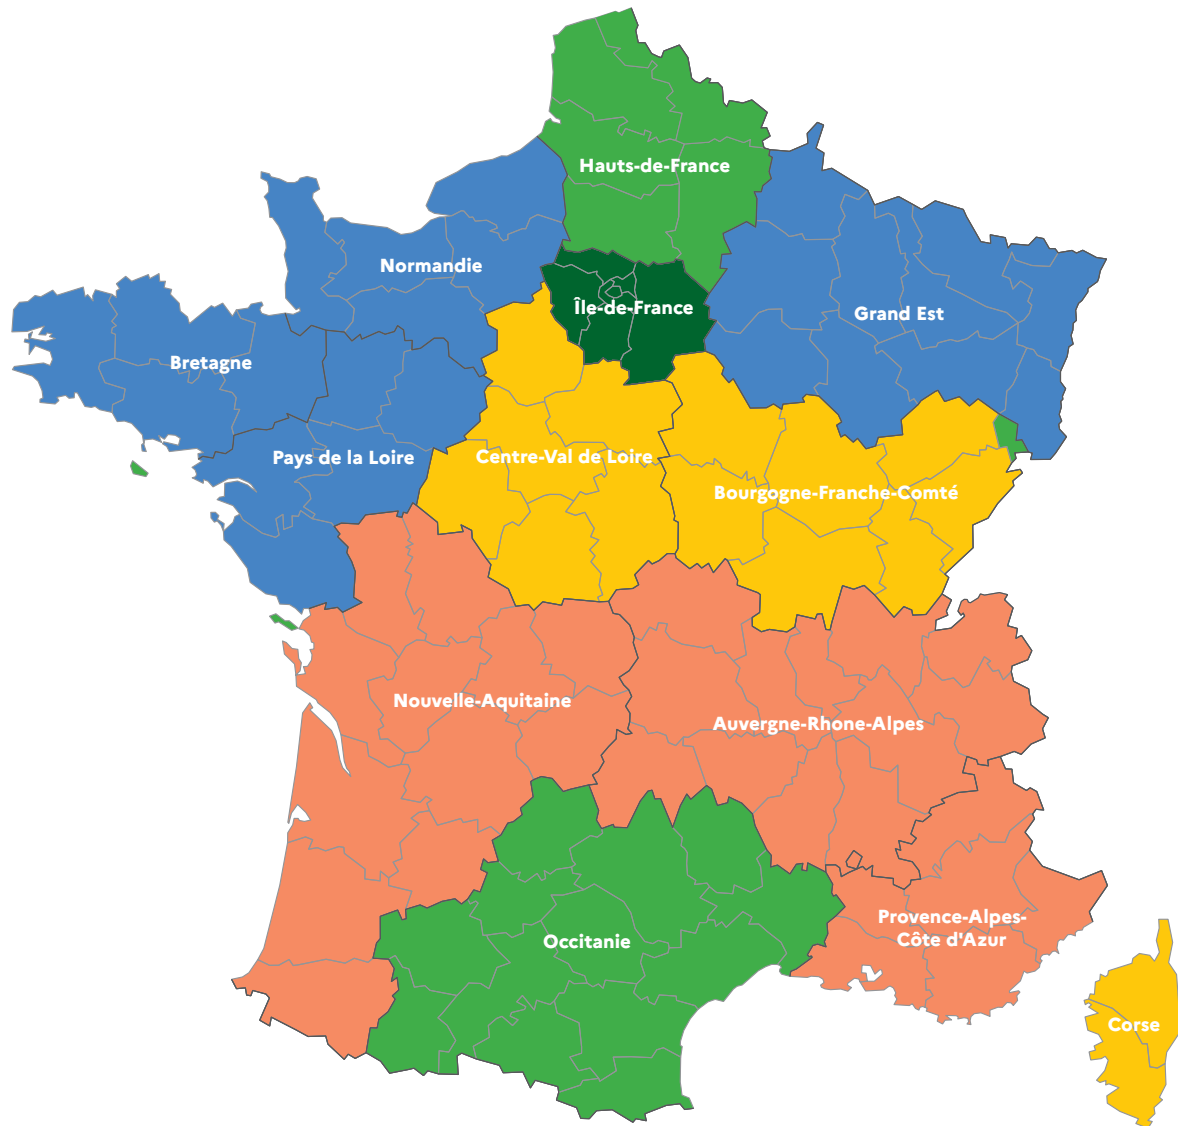 Hauts-de-France
Normandie
Île-de-France
Grand Est
Bretagne
Pays de la Loire
Centre-Val de Loire
Bourgogne-Franche-Comté
Nouvelle-Aquitaine
Auvergne-Rhone-Alpes
Provence-Alpes-
Côte d'Azur
Occitanie
Corse